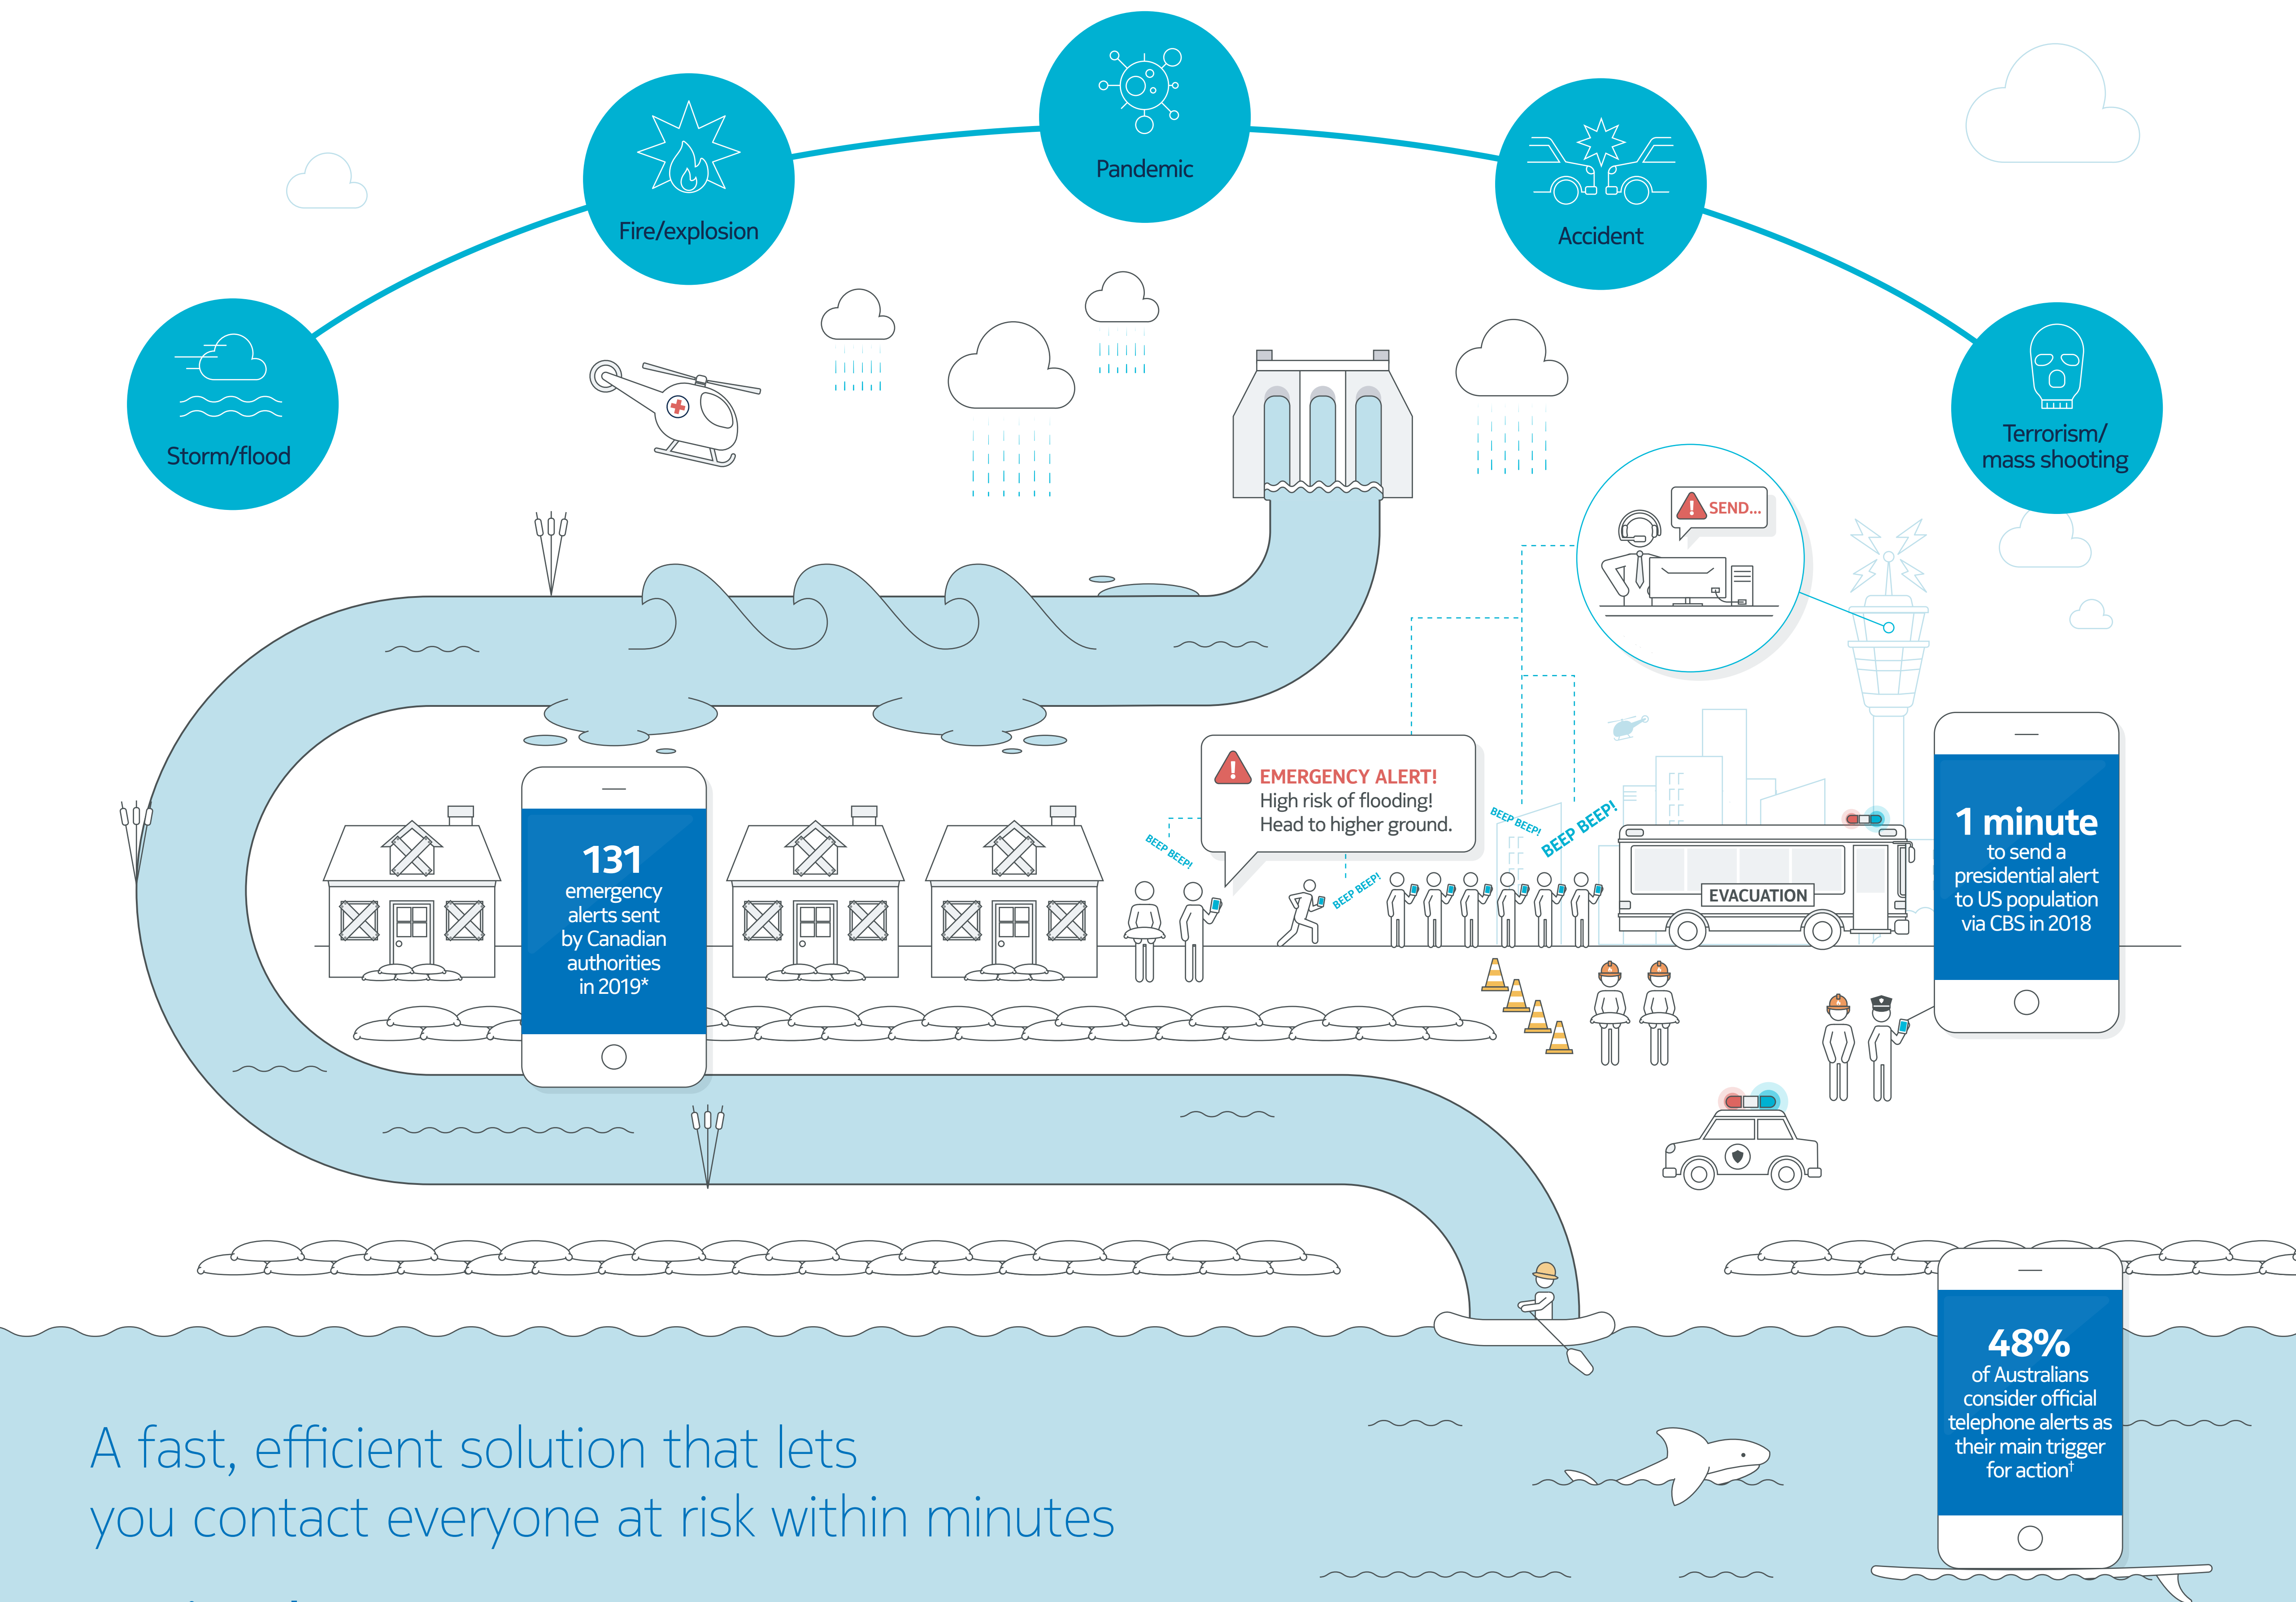 Pandemic
Fire/explosion
Accident
Storm/flood
Terrorism/
mass shooting
SEND...
EMERGENCY ALERT!
High risk of flooding!
Head to higher ground.
BEEP BEEP!
BEEP BEEP!
BEEP BEEP!
BEEP BEEP!
EVACUATION
1 minute
to send a
presidential alert
to US population
via CBS in 2018
131
emergency
alerts sent
by Canadian
authorities
in 2019*
48%
of Australians
consider official
telephone alerts as
their main trigger
for action†
A fast, efficient solution that lets
you contact everyone at risk within minutes